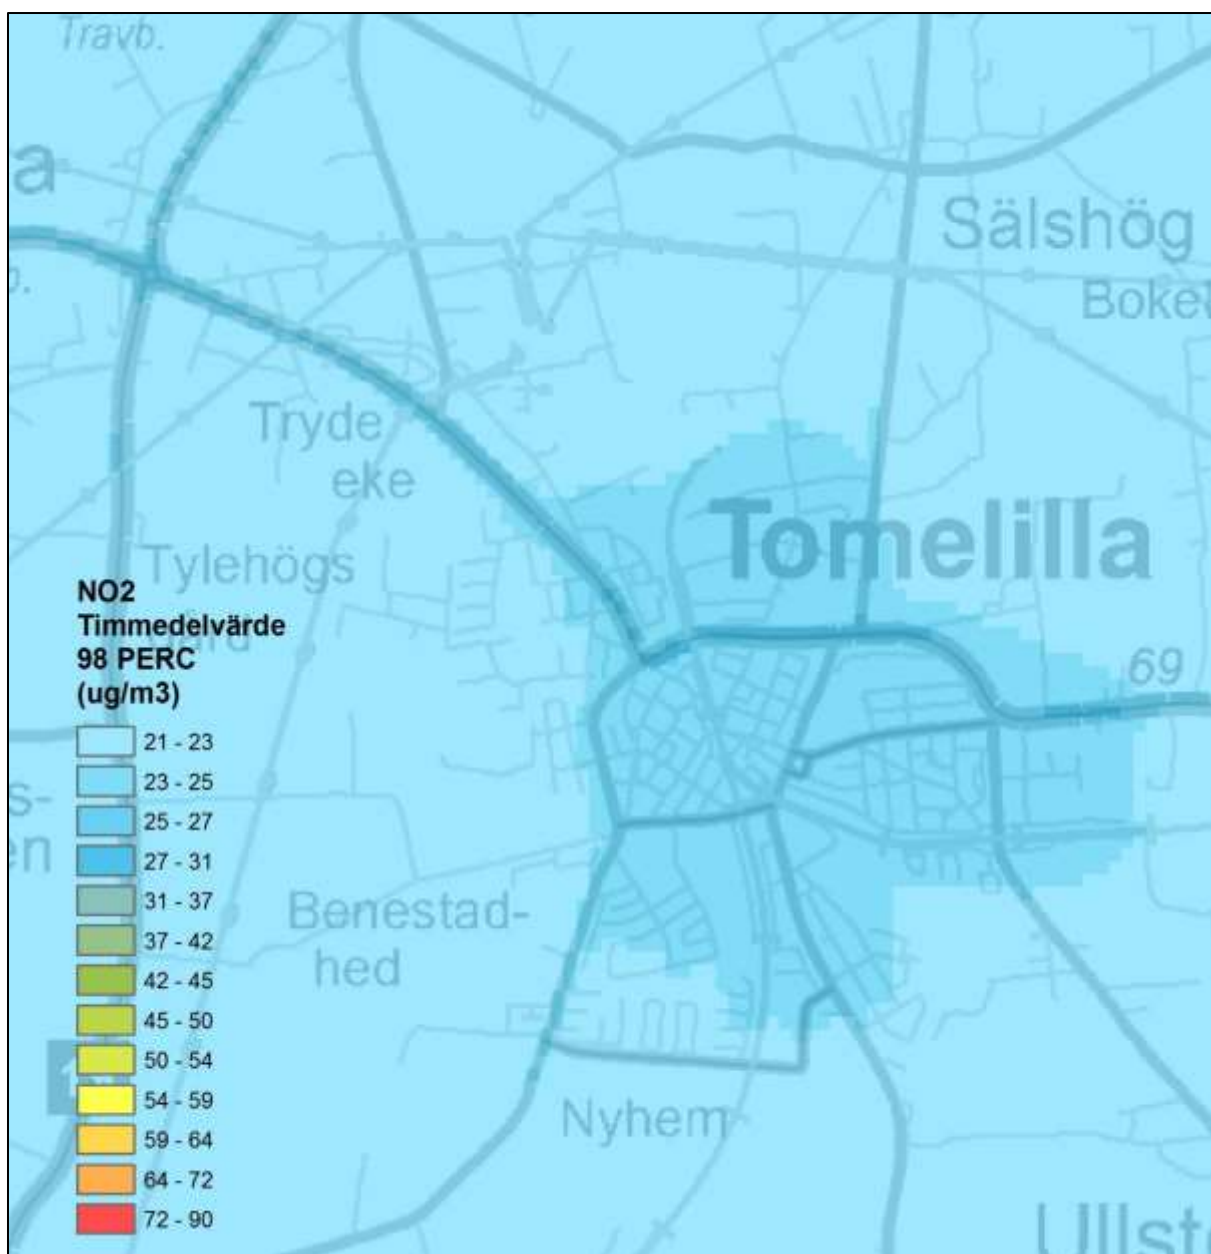 Travb.
a
Sälshög
Bokel
Tryde
eke
Tomelilla
Tylehögs
NO2
Timmedelvärde
98 PERC
(ug/m3)
69
21 - 23
23 - 25
25 - 27
27 - 31
31 - 37
37 - 42
42 - 45
45 - 50
50 - 54
54 - 59
59 - 64
64 - 72
72 - 90
s-
en
Benestad-
hed
Nyhem
Ullst